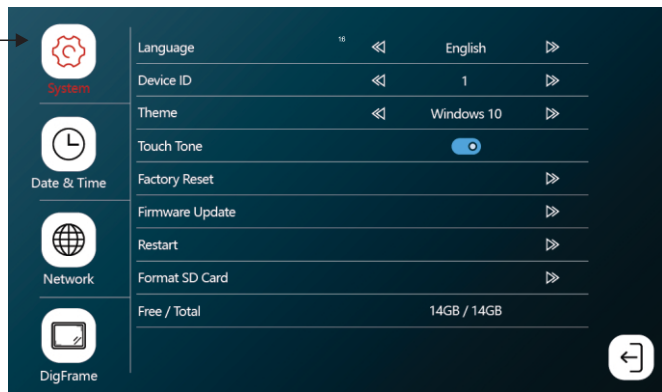 System
Date & Time
Network
DigFrame
Language 16 English
Device ID 1
Theme Windows 10
Touch Tone
Factory Reset
Firmware Update
Restart
Format SD Card
Free / Total 14GB / 14GB